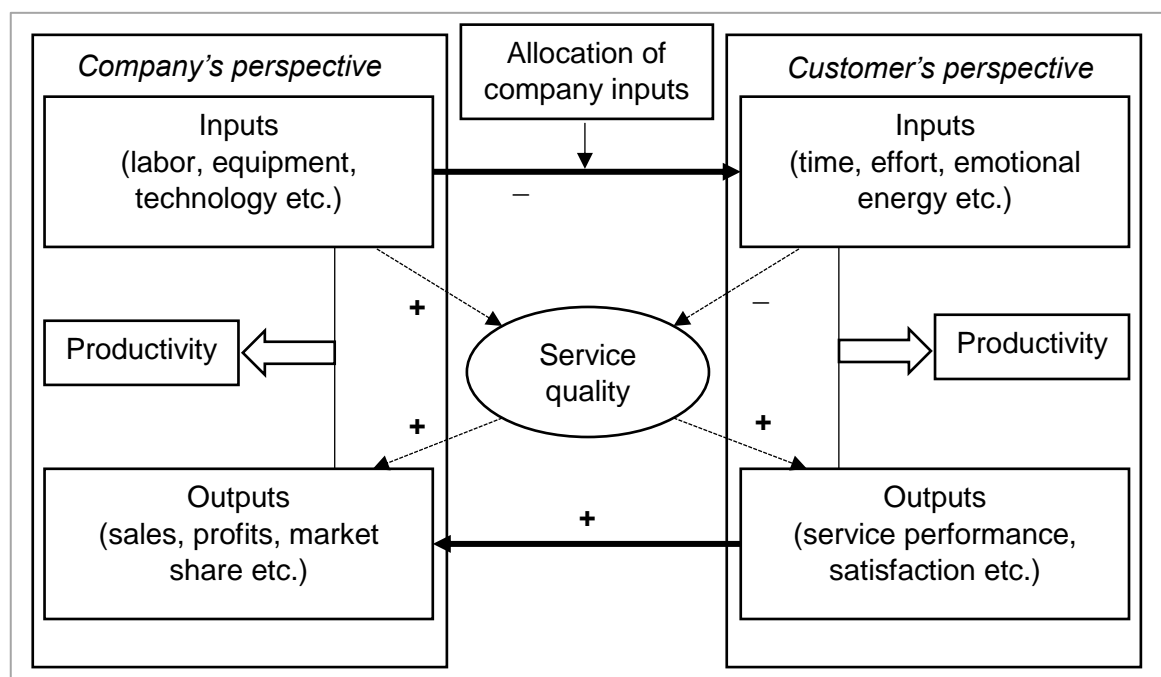 Company’s perspective
Allocation of
company inputs
Customer’s perspective
Inputs
(labor, equipment,
technology etc.)
–
Inputs
(time, effort, emotional
energy etc.)
+
–
Productivity
Service
quality
Productivity
+
+
Outputs
(sales, profits, market
share etc.)
+
Outputs
(service performance,
satisfaction etc.)